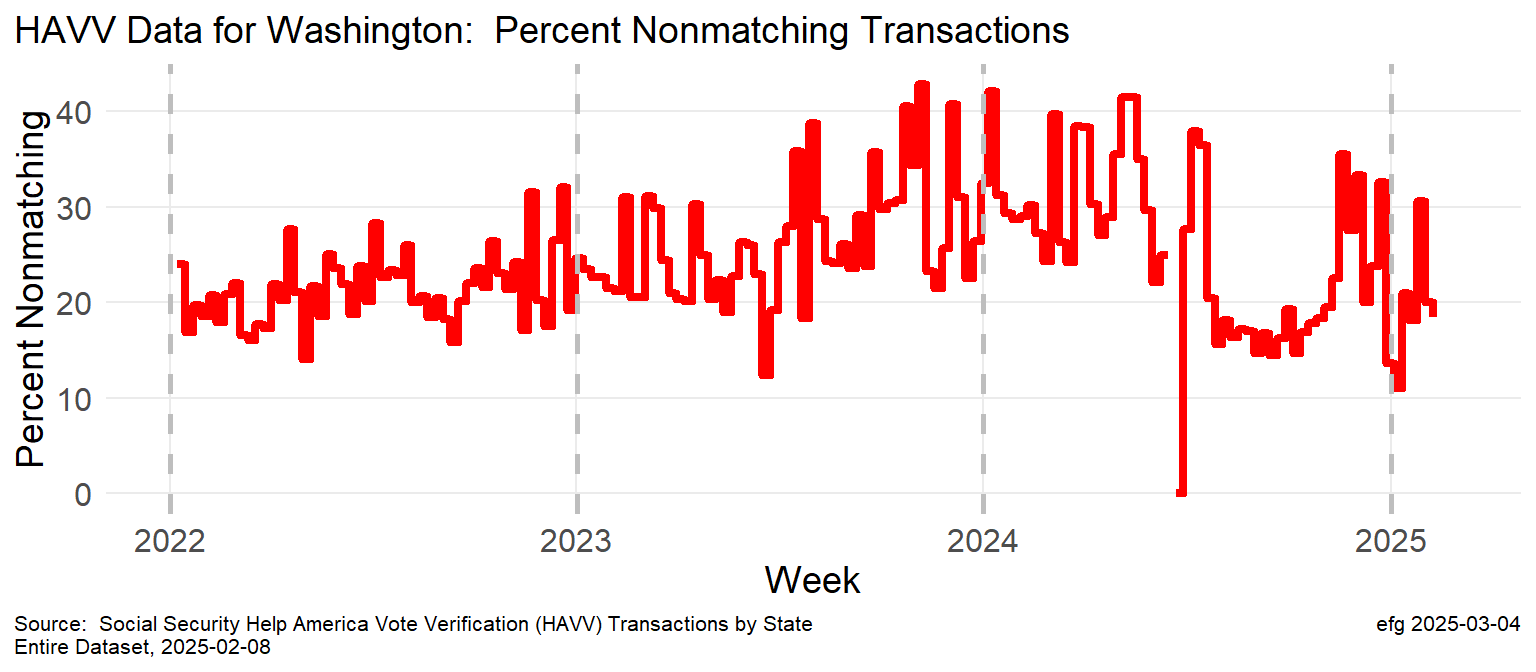 HAVV Data for Washington:  Percent Nonmatching Transactions
Percent Nonmatching
40
30
20
10
0
2022 2023 2024 2025
Week
Source:  Social Security Help America Vote Verification (HAVV) Transactions by State
Entire Dataset, 2025-02-08
efg 2025-03-04